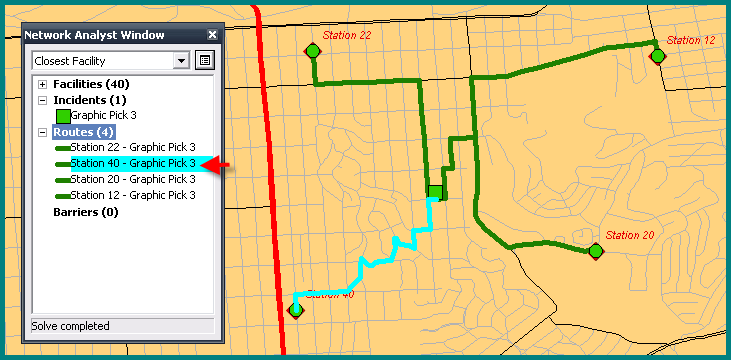 Network Analyst Window
Closest Facility
Facilities (40)
Incidents (1)
Graphic Pick 3
Routes (4)
Station 22 - Graphic Pick 3
Station 40 - Graphic Pick 3
Station 20 - Graphic Pick 3
Station 12 - Graphic Pick 3
Barriers (0)
Solve completed
Station 22
Station 12
Station 20
Station 40